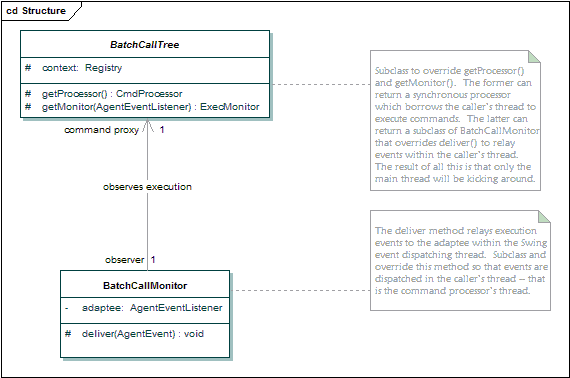 cd Structure
BatchCallTree
# context: Registry
# getProcessor() : CmdProcessor
# getMonitor(AgentEventListener) : ExecMonitor
Subclass to override getProcessor()
and getMonitor(). The former can
return a synchronous processor
which borrows the caller's thread to
execute commands. The latter can
return a subclass of BatchCallMonitor
that overrides deliver() to relay
events within the caller's thread.
The result of all this is that only the
main thread will be kicking around.
command proxy 1
observes execution
observer 1
The deliver method relays execution
events to the adaptee within the Swing
event dispatching thread. Subclass and
override this method so that events are
dispatched in the caller's thread – that
is the command processor's thread.
BatchCallMonitor
- adaptee: AgentEventListener
# deliver(AgentEvent) : void